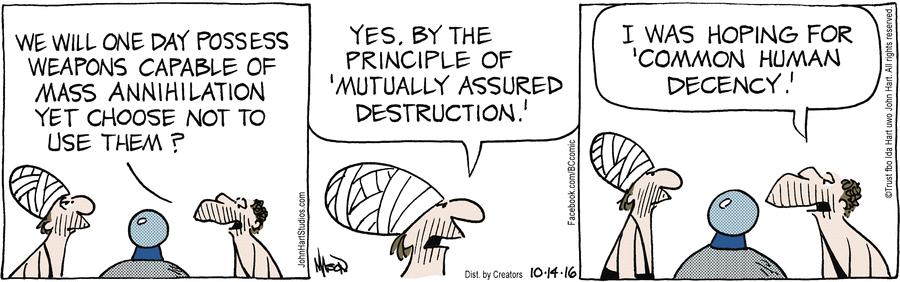 WE WILL ONE DAY POSSESS
WEAPONS CAPABLE OF
MASS ANNIHILATION
YET CHOOSE NOT TO
USE THEM?
JohnHartStudios.com
YES, BY THE
PRINCIPLE OF
'MUTUALLY ASSURED
DESTRUCTION.'
MASON
Dist. by Creators 10·14·16
Facebook.com/BCcomic
I WAS HOPING FOR
'COMMON HUMAN
DECENCY.'
©Trust fbo Ida Hart uwo John Hart. All rights reserved.